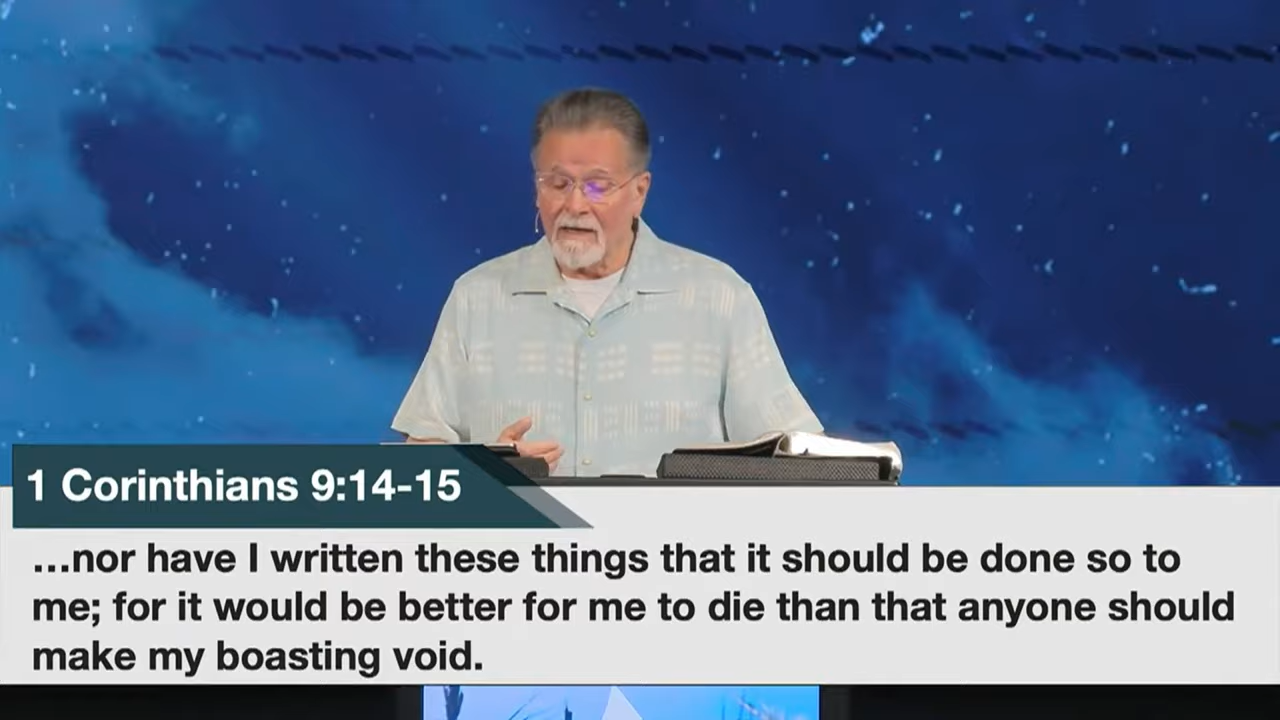 1 Corinthians 9:14-15
...nor have I written these things that it should be done so to
me; for it would be better for me to die than that anyone should
make my boasting void.